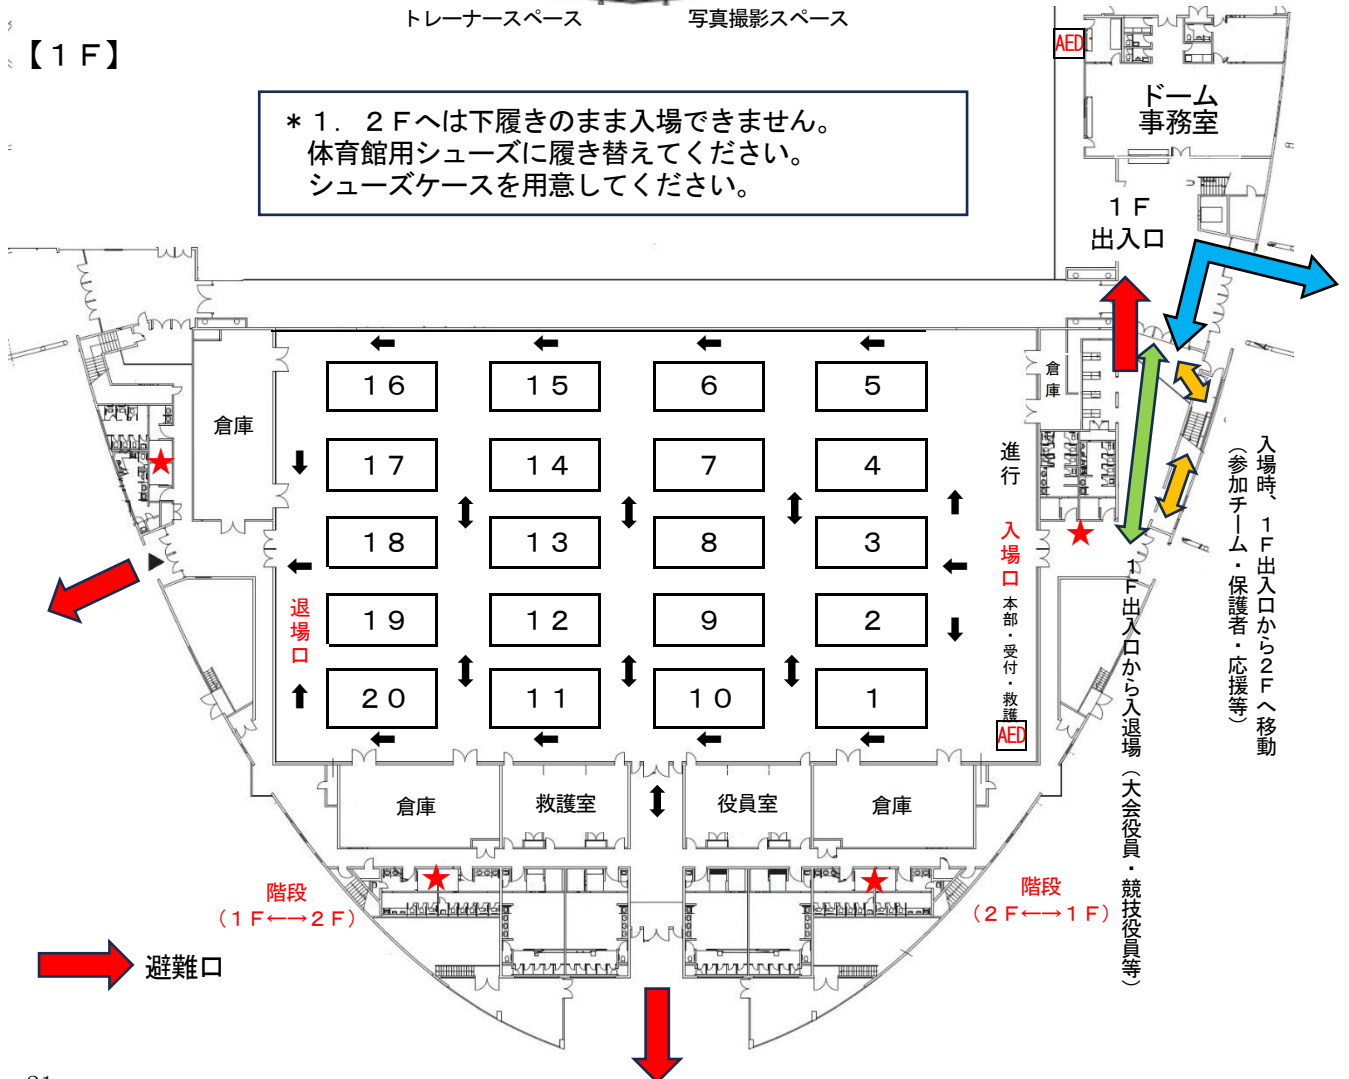 トレーナースペース
写真撮影スペース
【１Ｆ】
AED
ドーム
事務室
＊１．２Ｆへは下履きのまま入場できません。
体育館用シューズに履き替えてください。
シューズケースを用意してください。
１Ｆ
出入口
16 15 6 5
倉庫
倉庫
17 14 7 4
進行
18 13 8 3
入場口
退場口
19 12 9 2
本部・受付・救護
20 11 10 1
AED
入場時、１Ｆ出入口から２Ｆへ移動
（参加チーム・保護者・応援等）
１Ｆ出入口から入退場（大会役員・競技役員等）
倉庫
救護室
役員室
倉庫
階段
（１Ｆ←→２Ｆ）
階段
（２Ｆ←→１Ｆ）
避難口